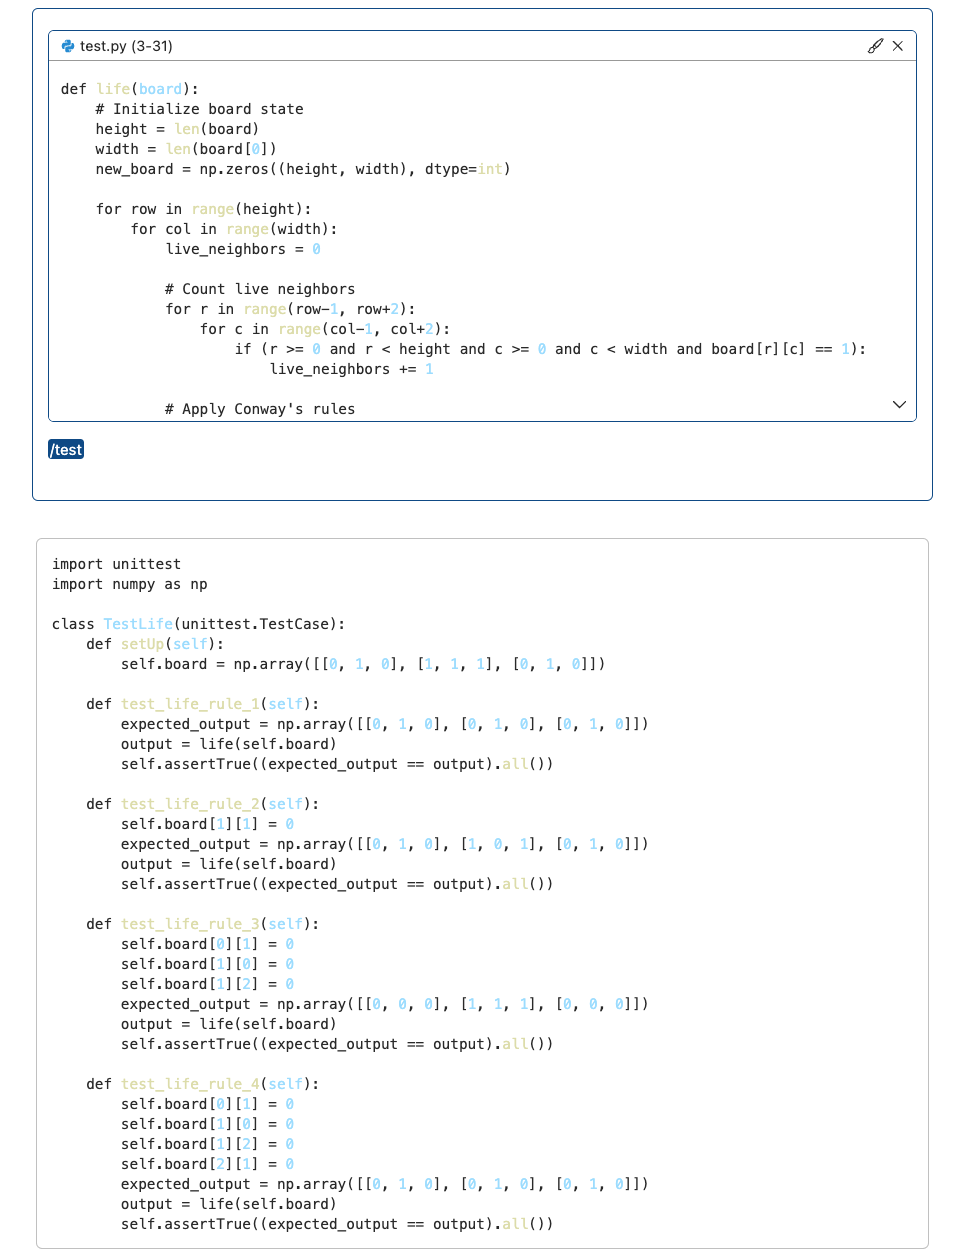 test.py (3-31)
def life(board):
    # Initialize board state
    height = len(board)
    width = len(board[0])
    new_board = np.zeros((height, width), dtype=int)

    for row in range(height):
        for col in range(width):
            live_neighbors = 0

            # Count live neighbors
            for r in range(row-1, row+2):
                for c in range(col-1, col+2):
                    if (r >= 0 and r < height and c >= 0 and c < width and board[r][c] == 1):
                        live_neighbors += 1

            # Apply Conway's rules
/test
import unittest
import numpy as np

class TestLife(unittest.TestCase):
    def setUp(self):
        self.board = np.array([[0, 1, 0], [1, 1, 1], [0, 1, 0]])

    def test_life_rule_1(self):
        expected_output = np.array([[0, 1, 0], [0, 1, 0], [0, 1, 0]])
        output = life(self.board)
        self.assertTrue((expected_output == output).all())

    def test_life_rule_2(self):
        self.board[1][1] = 0
        expected_output = np.array([[0, 1, 0], [1, 0, 1], [0, 1, 0]])
        output = life(self.board)
        self.assertTrue((expected_output == output).all())

    def test_life_rule_3(self):
        self.board[0][1] = 0
        self.board[1][0] = 0
        self.board[1][2] = 0
        expected_output = np.array([[0, 0, 0], [1, 1, 1], [0, 0, 0]])
        output = life(self.board)
        self.assertTrue((expected_output == output).all())

    def test_life_rule_4(self):
        self.board[0][1] = 0
        self.board[1][0] = 0
        self.board[1][2] = 0
        self.board[2][1] = 0
        expected_output = np.array([[0, 1, 0], [0, 1, 0], [0, 1, 0]])
        output = life(self.board)
        self.assertTrue((expected_output == output).all())